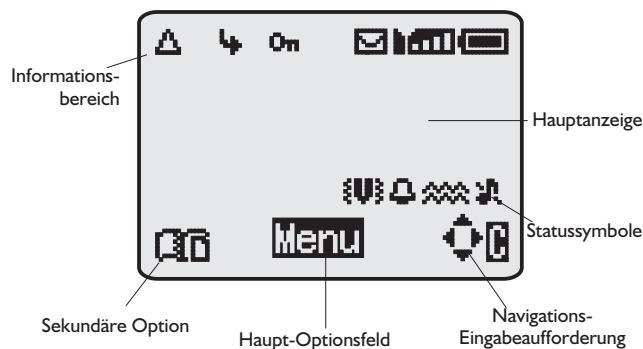 Informations-
bereich
Hauptanzeige
Statussymbole
Menu
C
Sekundäre Option
Haupt-Optionsfeld
Navigations-
Eingabeaufforderung